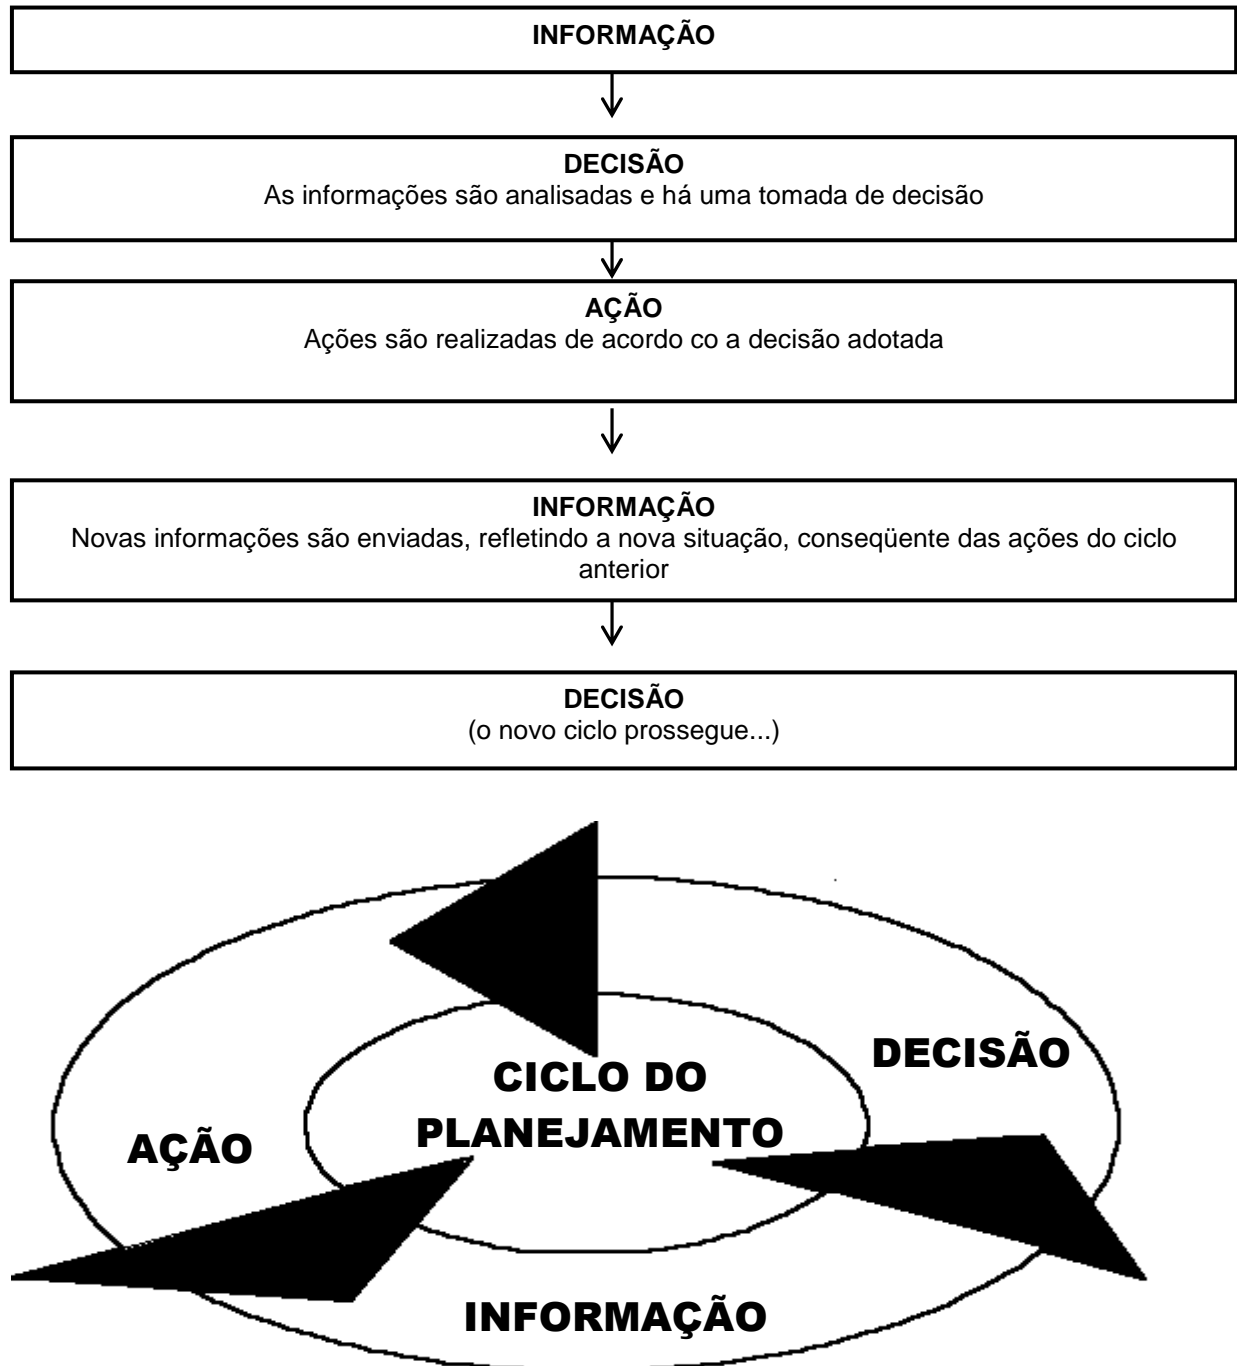 INFORMAÇÃO
DECISÃO
As informações são analisadas e há uma tomada de decisão
AÇÃO
Ações são realizadas de acordo co a decisão adotada
INFORMAÇÃO
Novas informações são enviadas, refletindo a nova situação, conseqüente das ações do ciclo
anterior
DECISÃO
(o novo ciclo prossegue...)
DECISÃO
CICLO DO
PLANEJAMENTO
AÇÃO
INFORMAÇÃO